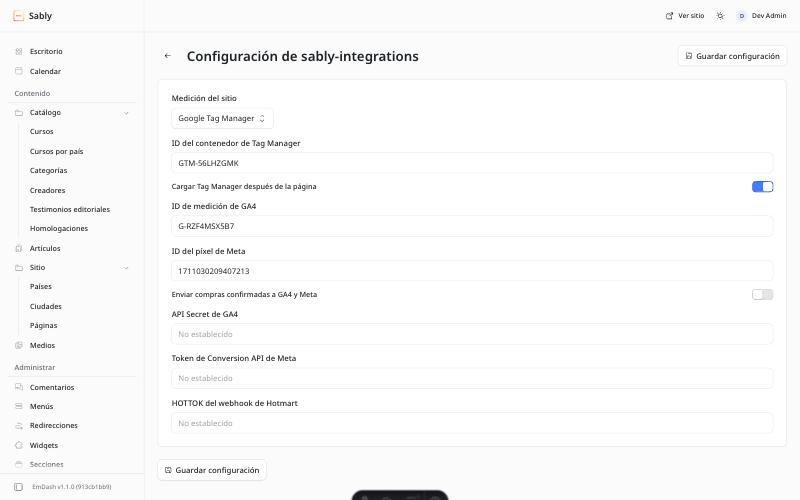 Sably
Ver sitio
D
Dev Admin
Escritorio
Calendar
Contenido
Catálogo
Cursos
Cursos por país
Categorías
Creadores
Testimonios editoriales
Homologaciones
Artículos
Sitio
Países
Ciudades
Páginas
Medios
Administrar
Comentarios
Menús
Redirecciones
Widgets
Secciones
EmDash v1.1.0 (913cb1bb9)
Configuración de sably-integrations
Guardar configuración
Medición del sitio
Google Tag Manager
ID del contenedor de Tag Manager
GTM-56LHZGMK
Cargar Tag Manager después de la página
ID de medición de GA4
G-RZF4MSX5B7
ID del píxel de Meta
1711030209407213
Enviar compras confirmadas a GA4 y Meta
API Secret de GA4
No establecido
Token de Conversion API de Meta
No establecido
HOTTOK del webhook de Hotmart
No establecido
Guardar configuración